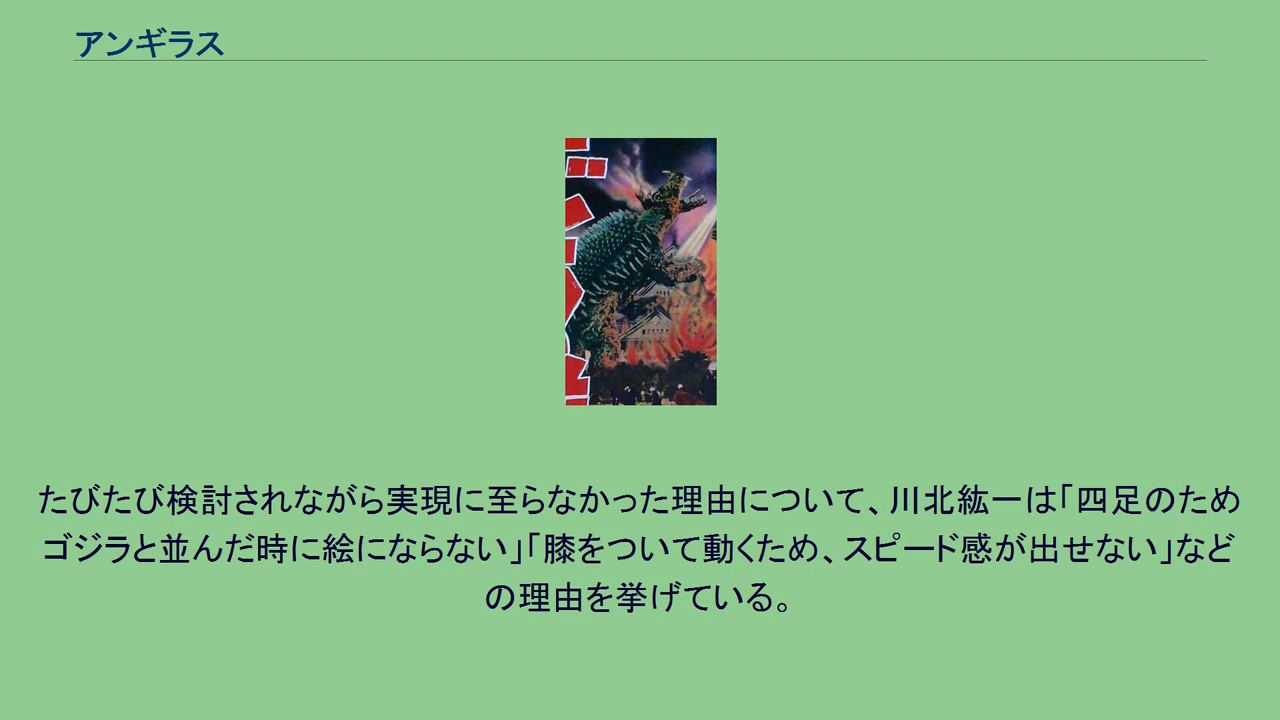 アンギラス
たびたび検討されながら実現に至らなかった理由について、川北紘一は「四足のため
ゴジラと並んだ時に絵にならない」「膝をついて動くため、スピード感が出せない」など
の理由を挙げている。